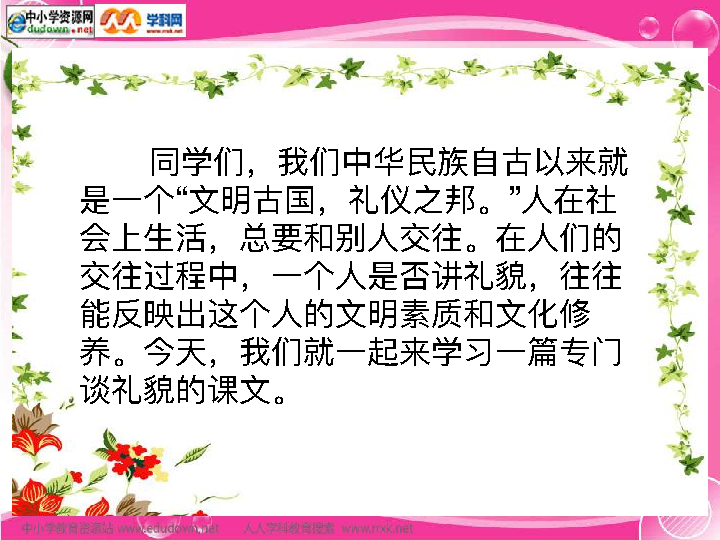 中小学资源网
edudown.net
学科网
www.nxk.net
同学们，我们中华民族自古以来就
是一个“文明古国，礼仪之邦。”人在社
会上生活，总要和别人交往。在人们的
交往过程中，一个人是否讲礼貌，往往
能反映出这个人的文明素质和文化修
养。今天，我们就一起来学习一篇专门
谈礼貌的课文。
中小学教育资源站 www.edudown.net 人人学科教育搜索 www.nxk.net